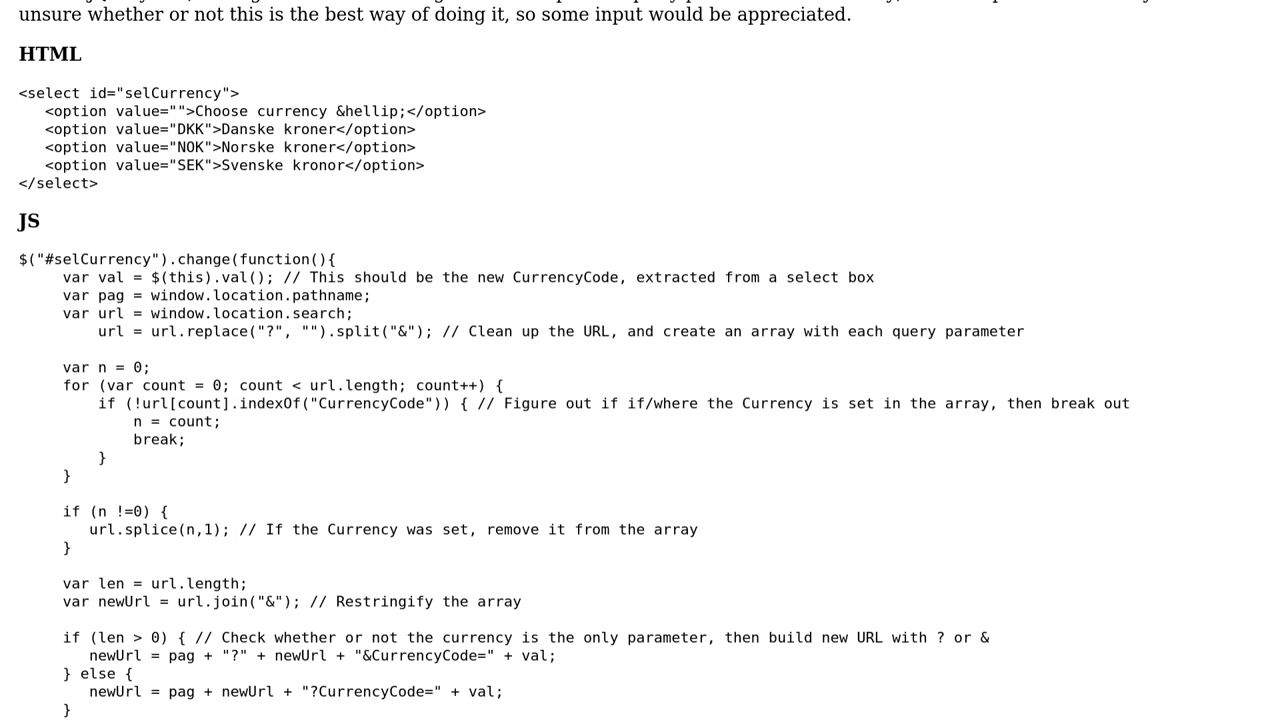 unsure whether or not this is the best way of doing it, so some input would be appreciated.
HTML
<select id="selCurrency">
   <option value="">Choose currency &hellip;</option>
   <option value="DKK">Danske kroner</option>
   <option value="NOK">Norske kroner</option>
   <option value="SEK">Svenske kronor</option>
</select>
JS
$("#selCurrency").change(function(){
     var val = $(this).val(); // This should be the new CurrencyCode, extracted from a select box
     var pag = window.location.pathname;
     var url = window.location.search;
         url = url.replace("?", "").split("&"); // Clean up the URL, and create an array with each query parameter

     var n = 0;
     for (var count = 0; count < url.length; count++) {
         if (!url[count].indexOf("CurrencyCode")) { // Figure out if if/where the Currency is set in the array, then break out
             n = count;
             break;
         }
     }

     if (n !=0) {
        url.splice(n,1); // If the Currency was set, remove it from the array
     }

     var len = url.length;
     var newUrl = url.join("&"); // Restringify the array

     if (len > 0) { // Check whether or not the currency is the only parameter, then build new URL with ? or &
        newUrl = pag + "?" + newUrl + "&CurrencyCode=" + val;
     } else {
        newUrl = pag + newUrl + "?CurrencyCode=" + val;
     }